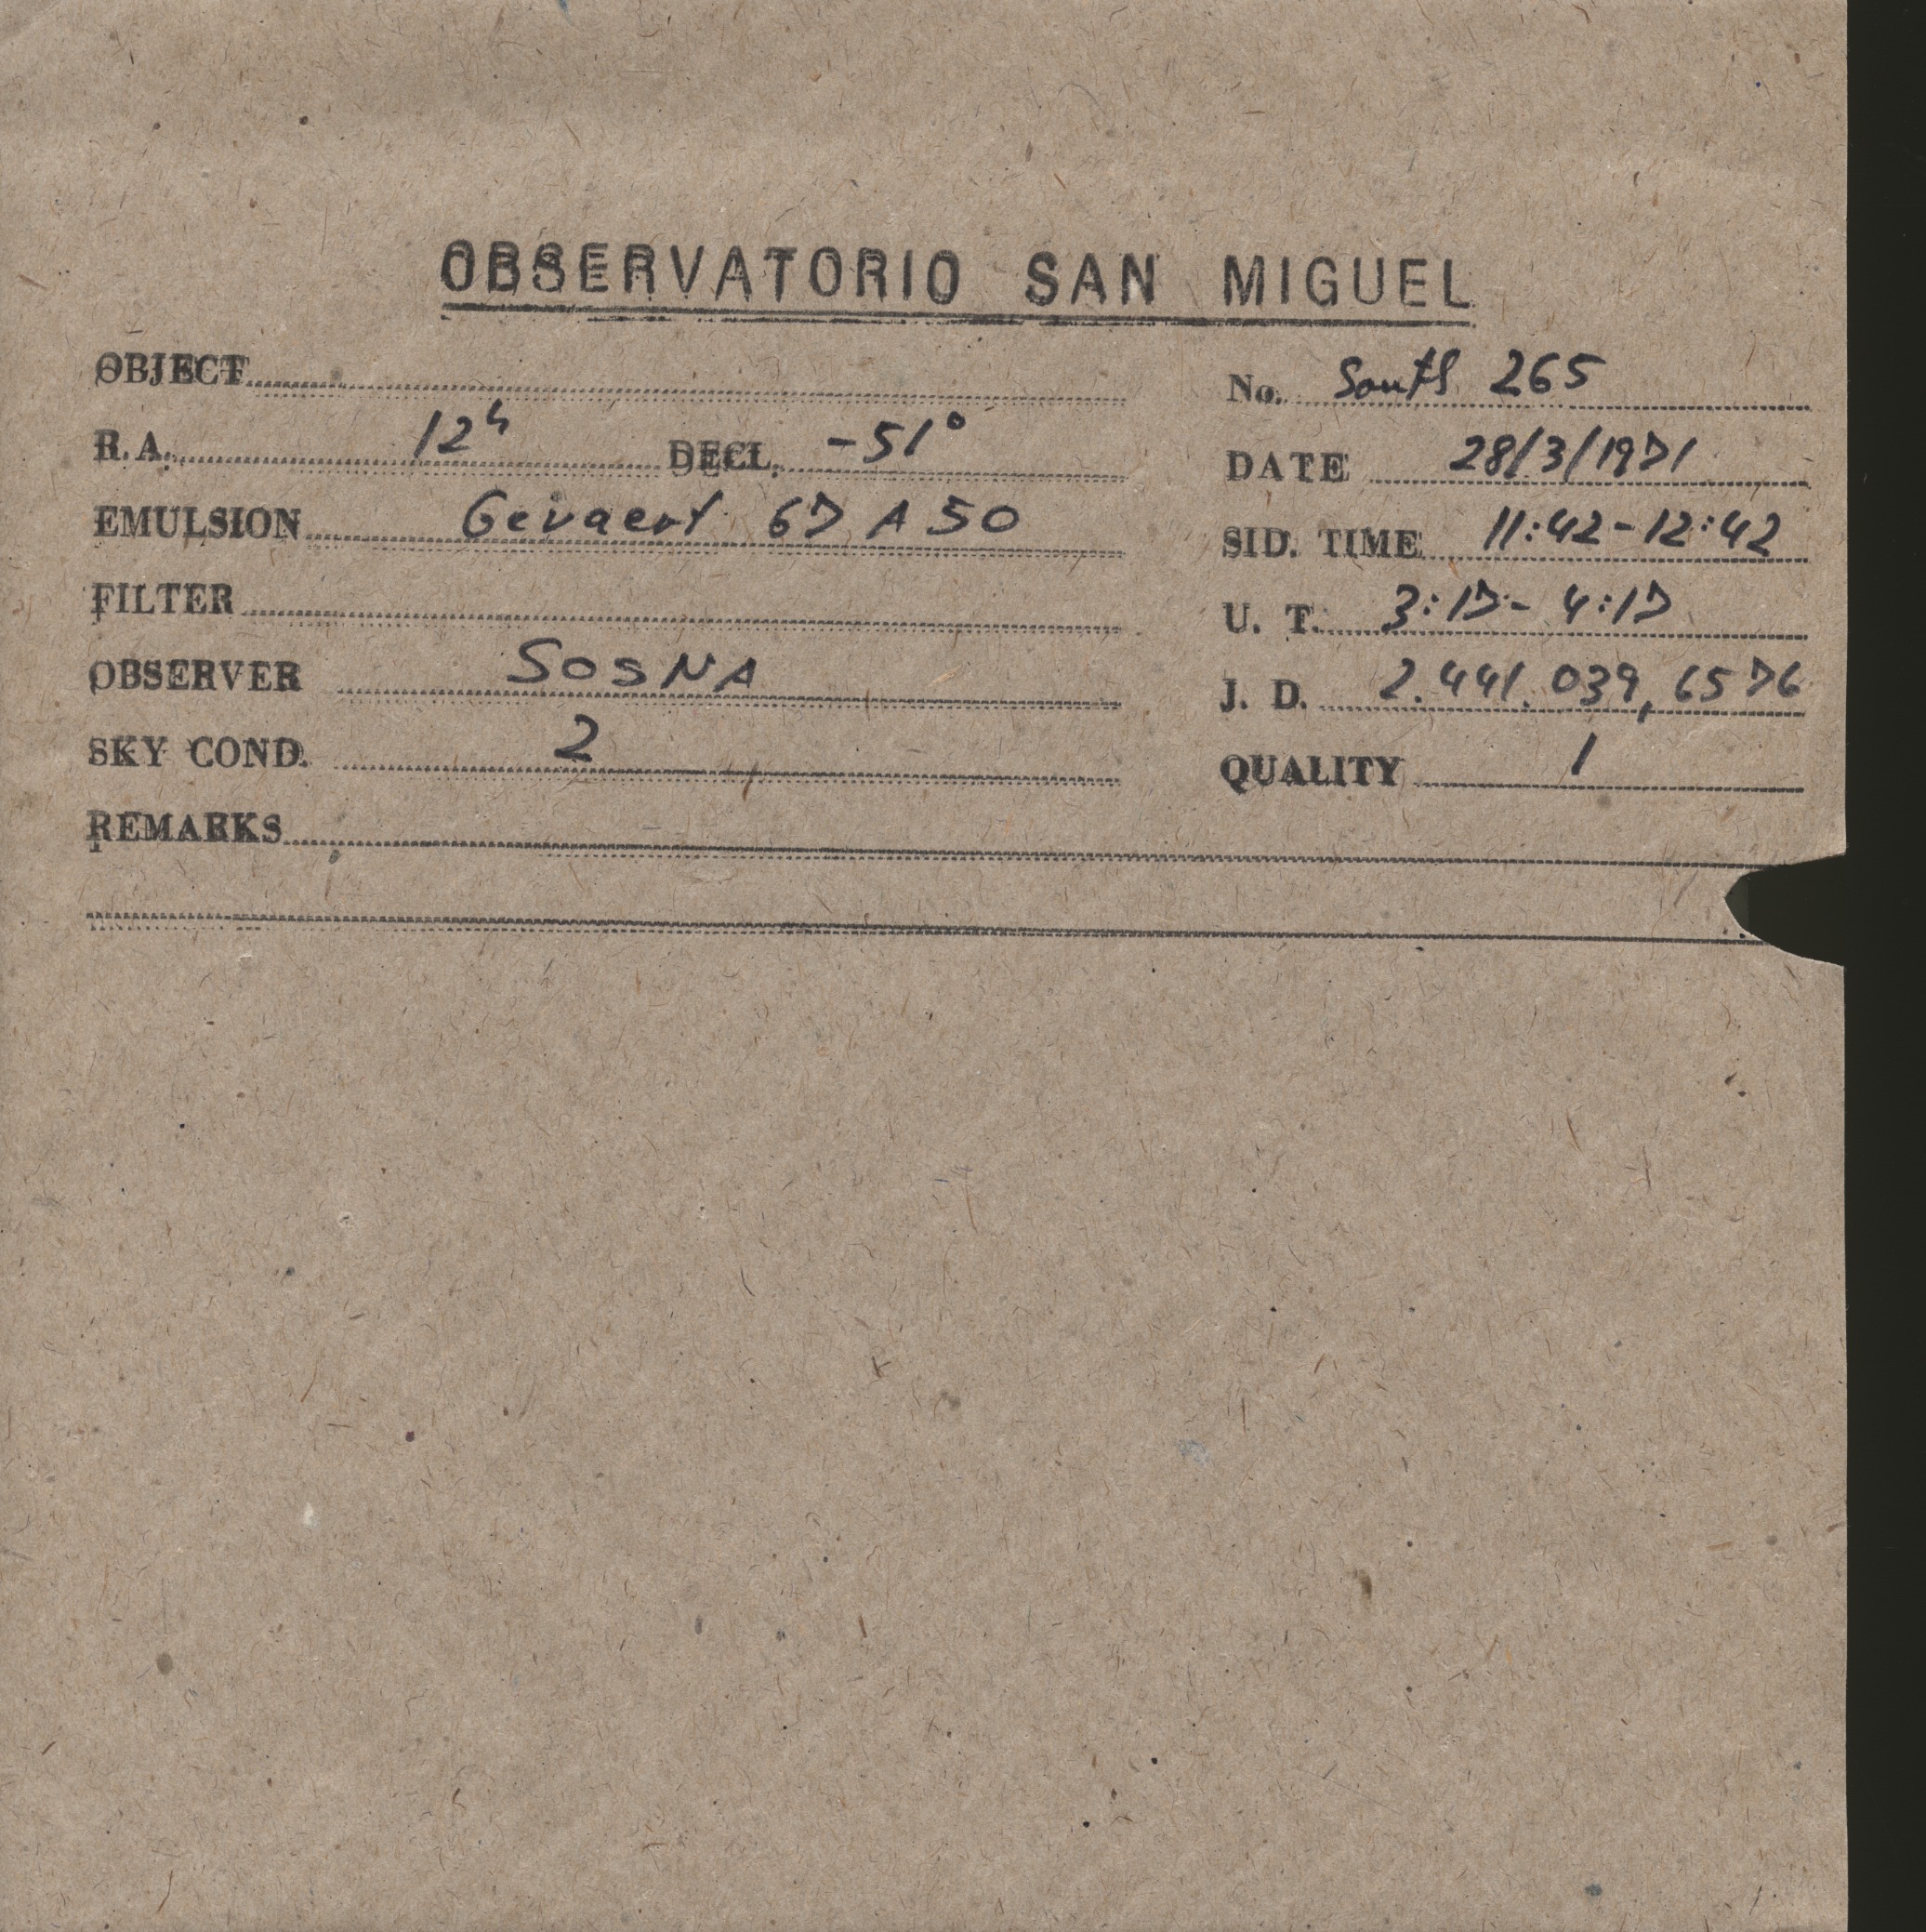 OBSERVATORIO SAN MIGUEL
OBJECT No. South 265
R.A. 12h DECL. -51° DATE 28/3/1971
EMULSION Gevaert 67 A 50 SID. TIME 11:42-12:42
FILTER U. T. 3:17- 4:17
OBSERVER SOSNA J. D. 2.441.039,6576
SKY COND. 2 QUALITY 1
REMARKS